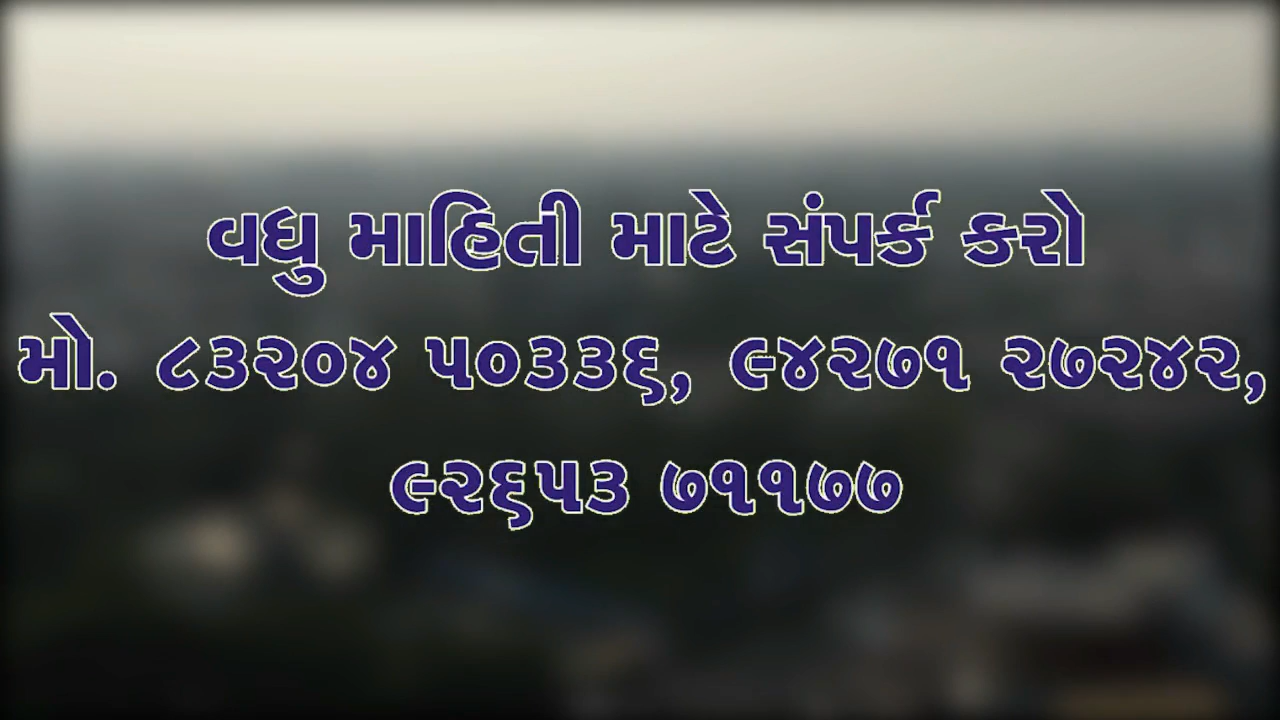 વધુ માહિતી માટે સંપર્ક કરો
મો. ૮૩૨૦૪ ૫૦૩૩૬, ૯૪૨૭૧ ૨૭૨૪૨,
૯૨૬૫૩ ૭૧૧૭૭